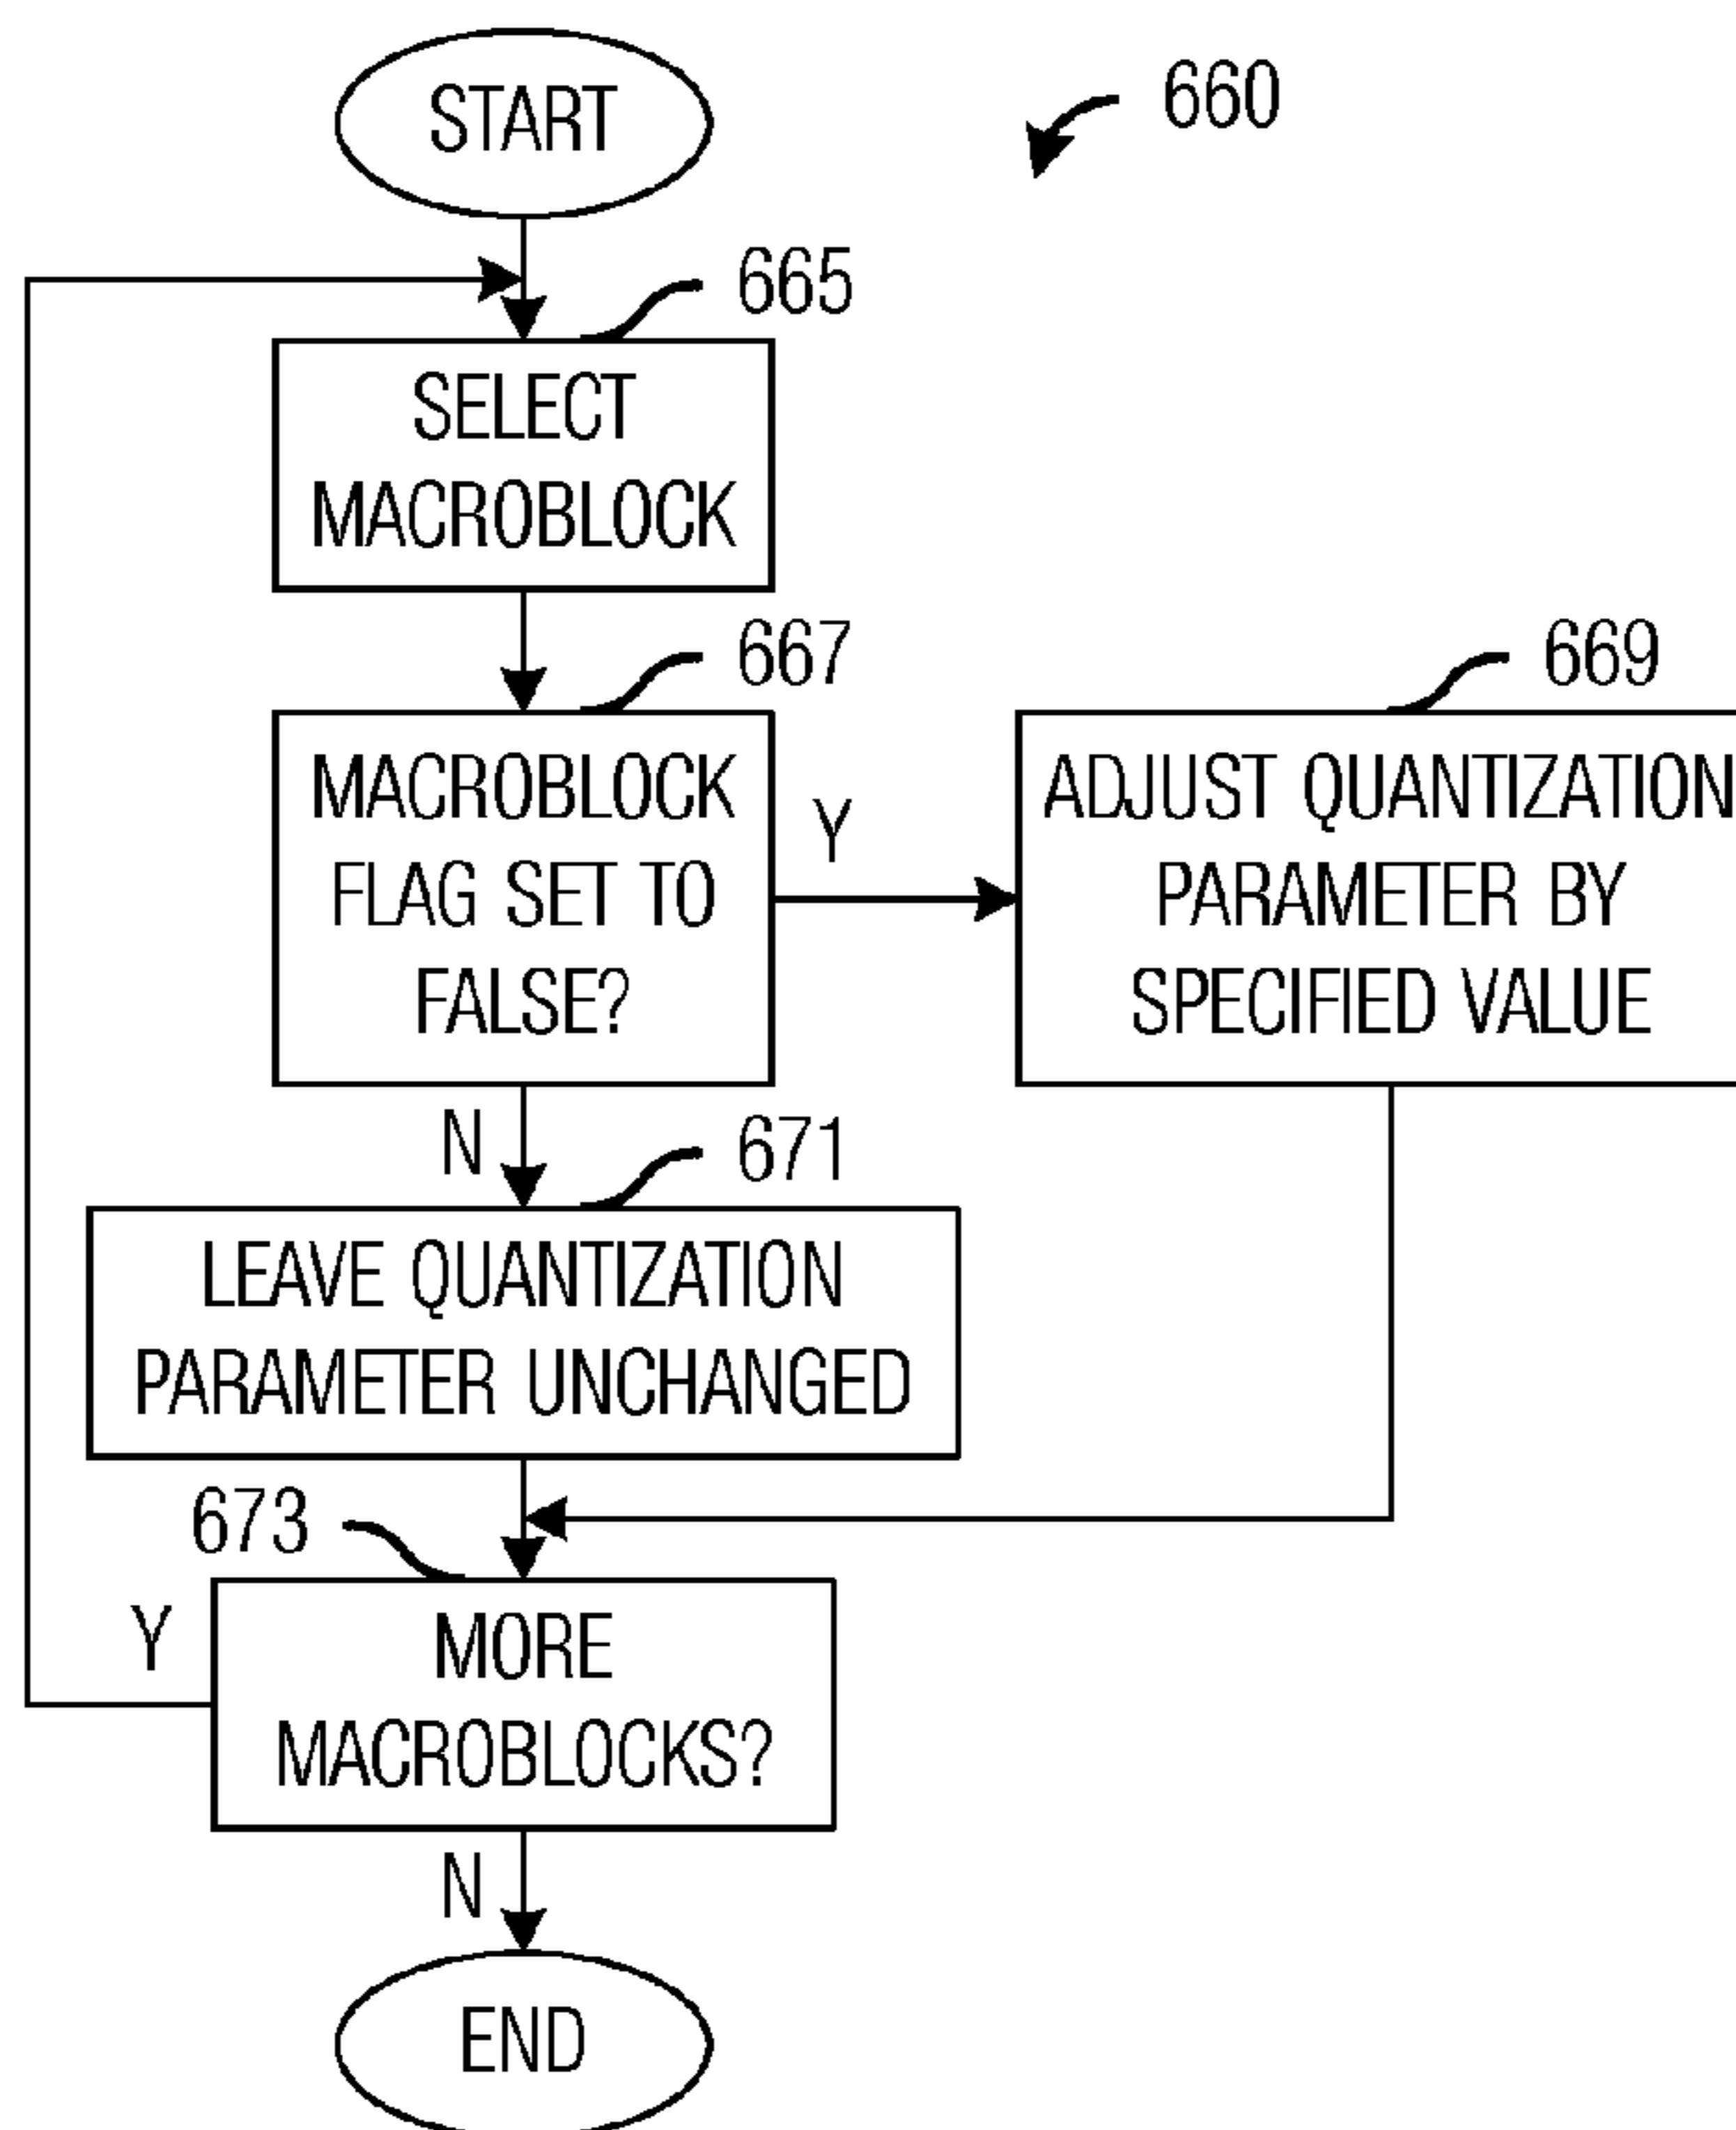 START
660
665
SELECT
MACROBLOCK
667
MACROBLOCK
FLAG SET TO
FALSE?
Y
669
ADJUST QUANTIZATION
PARAMETER BY
SPECIFIED VALUE
N
671
LEAVE QUANTIZATION
PARAMETER UNCHANGED
673
Y
MORE
MACROBLOCKS?
N
END